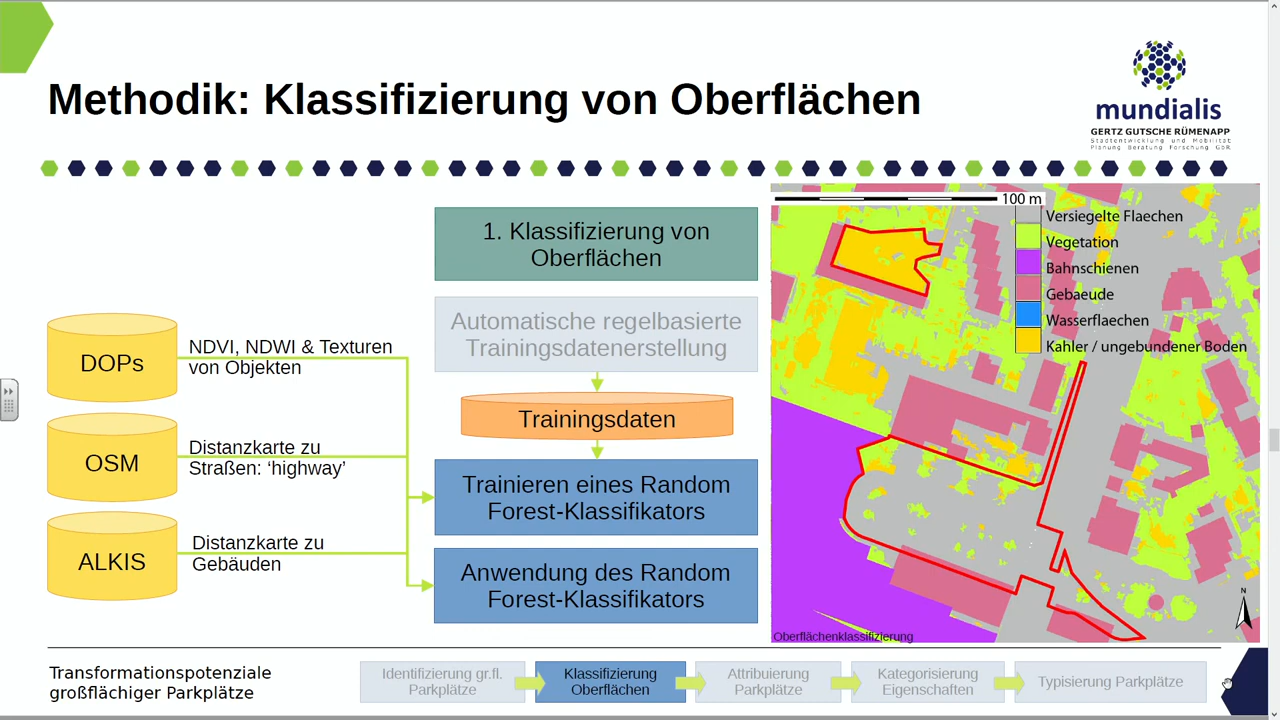 Methodik: Klassifizierung von Oberflächen
mundialis
GERTZ GUTSCHE RÜMENAPP
Stadtentwicklung und Mobilität
Planung Beratung Forschung GbR
1. Klassifizierung von
Oberflächen
Automatische regelbasierte
Trainingsdatenerstellung
Trainingsdaten
Trainieren eines Random
Forest-Klassifikators
Anwendung des Random
Forest-Klassifikators
DOPs
NDVI, NDWI & Texturen
von Objekten
OSM
Distanzkarte zu
Straßen: ‘highway’
ALKIS
Distanzkarte zu
Gebäuden
100 m
Versiegelte Flaechen
Vegetation
Bahnschienen
Gebaeude
Wasserflaechen
Kahler / ungebundener Boden
N
Oberflächenklassifizierung
Transformationspotenziale
großflächiger Parkplätze
Identifizierung gr.fl.
Parkplätze
Klassifizierung
Oberflächen
Attribuierung
Parkplätze
Kategorisierung
Eigenschaften
Typisierung Parkplätze